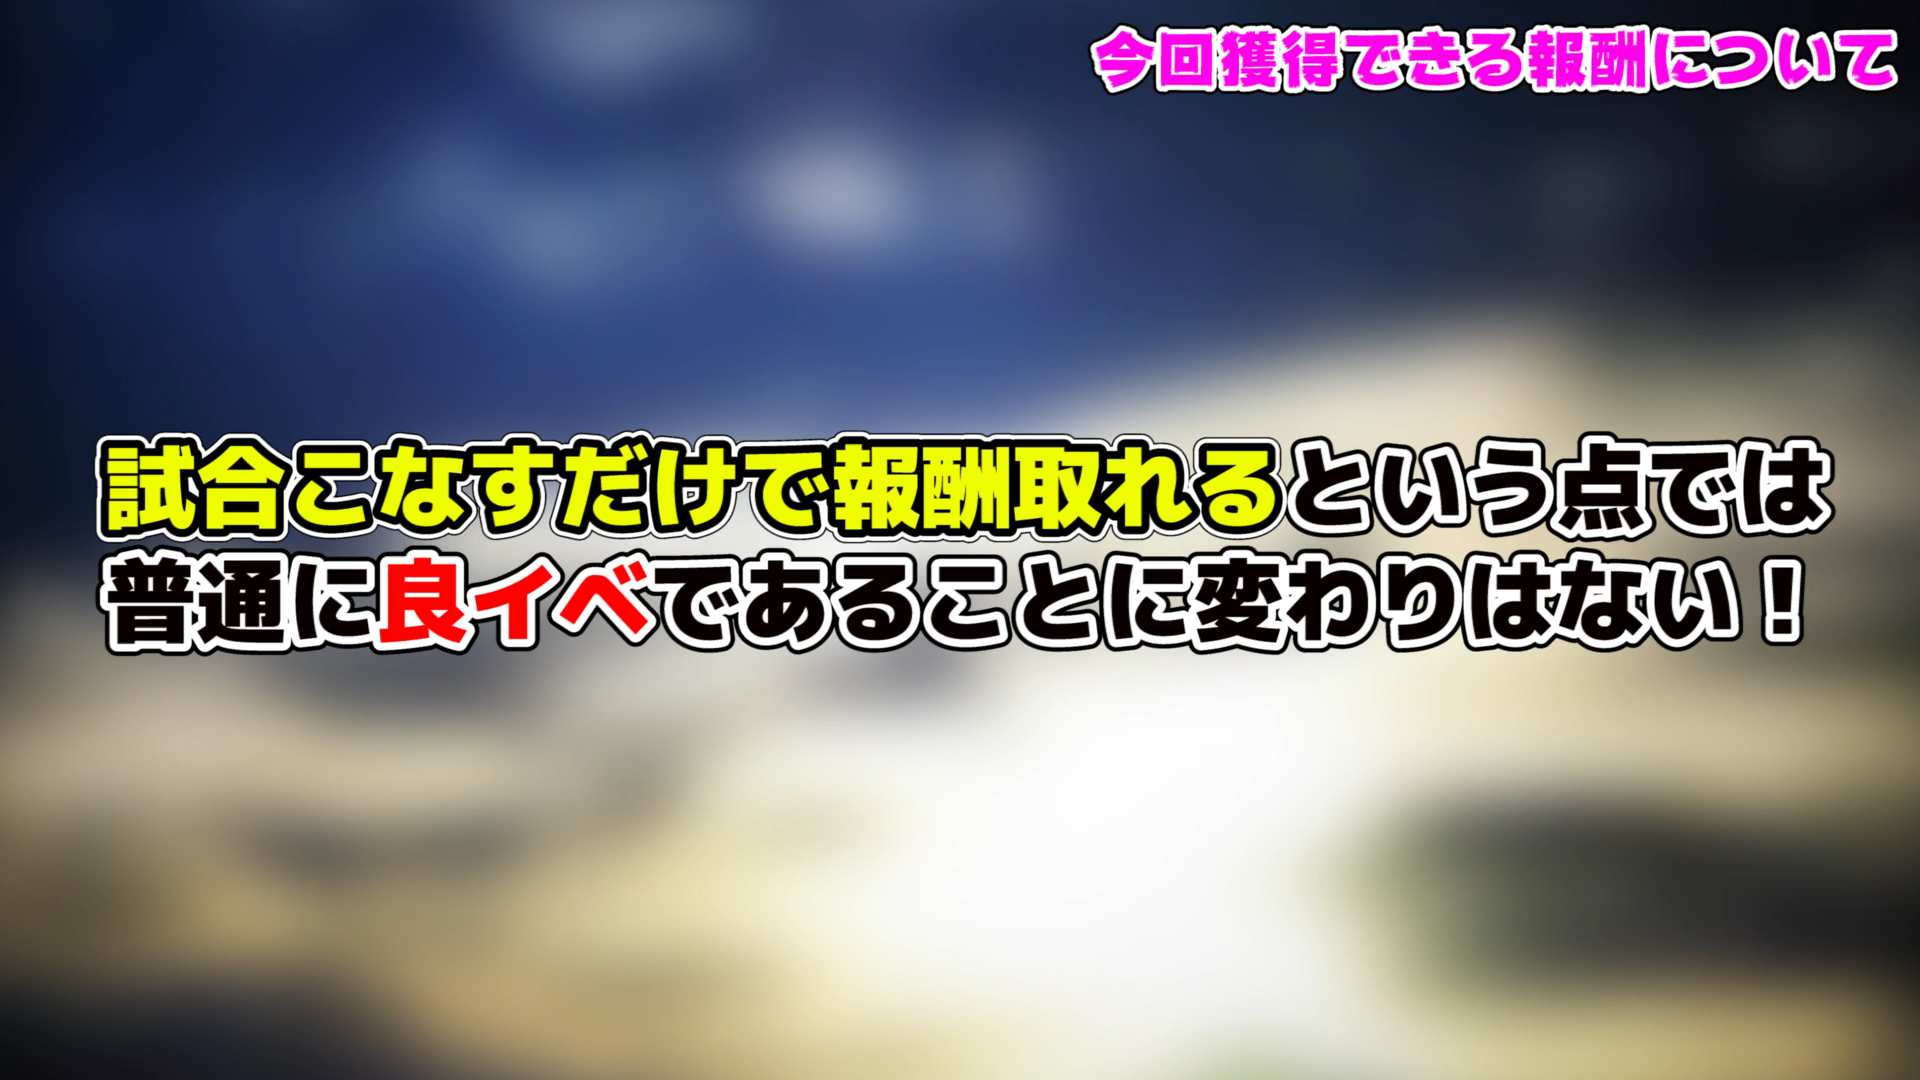 今回獲得できる報酬について
試合こなすだけで報酬取れるという点では
普通に良イベであることに変わりはない！